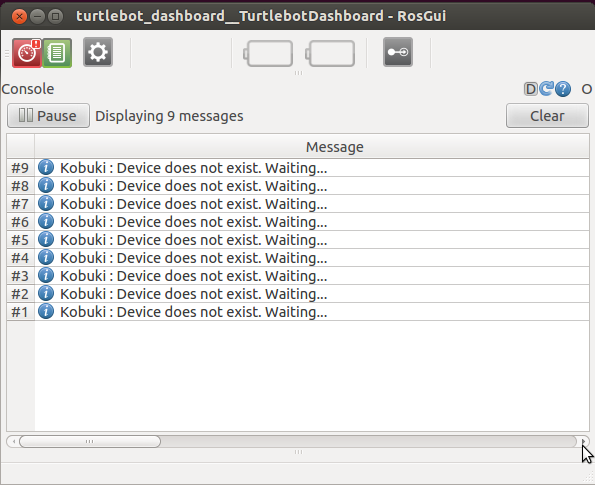 turtlebot_dashboard__TurtlebotDashboard - RosGui
Console
D
?
O
Pause
Displaying 9 messages
Clear
Message
#9 Kobuki : Device does not exist. Waiting...
#8 Kobuki : Device does not exist. Waiting...
#7 Kobuki : Device does not exist. Waiting...
#6 Kobuki : Device does not exist. Waiting...
#5 Kobuki : Device does not exist. Waiting...
#4 Kobuki : Device does not exist. Waiting...
#3 Kobuki : Device does not exist. Waiting...
#2 Kobuki : Device does not exist. Waiting...
#1 Kobuki : Device does not exist. Waiting...